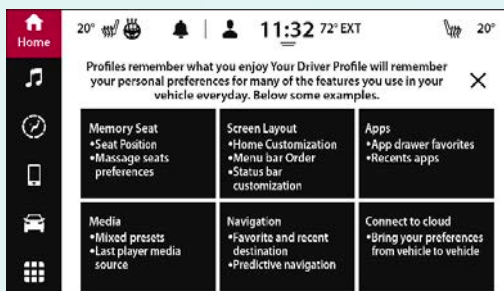 Home
20° 11:32 72° EXT 20°
Profiles remember what you enjoy Your Driver Profile will remember
your personal preferences for many of the features you use in your
vehicle everyday. Below some examples.
Memory Seat
•Seat Position
•Massage seats
preferences
Screen Layout
•Home Customization
•Menu bar Order
•Status bar
customization
Apps
•App drawer favorites
•Recents apps
Media
•Mixed presets
•Last player media
source
Navigation
•Favorite and recent
destination
•Predictive navigation
Connect to cloud
•Bring your preferences
from vehicle to vehicle